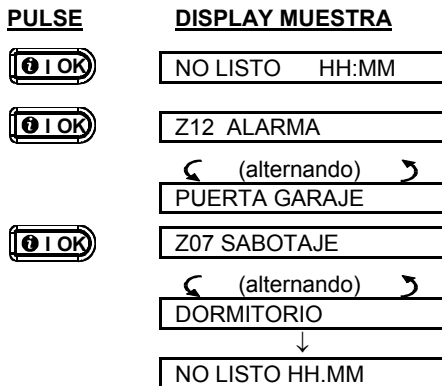 PULSE DISPLAY MUESTRA
i I OK NO LISTO HH:MM
i I OK Z12 ALARMA
(alternando)
PUERTA GARAJE
i I OK Z07 SABOTAJE
(alternando)
DORMITORIO
↓
NO LISTO HH.MM